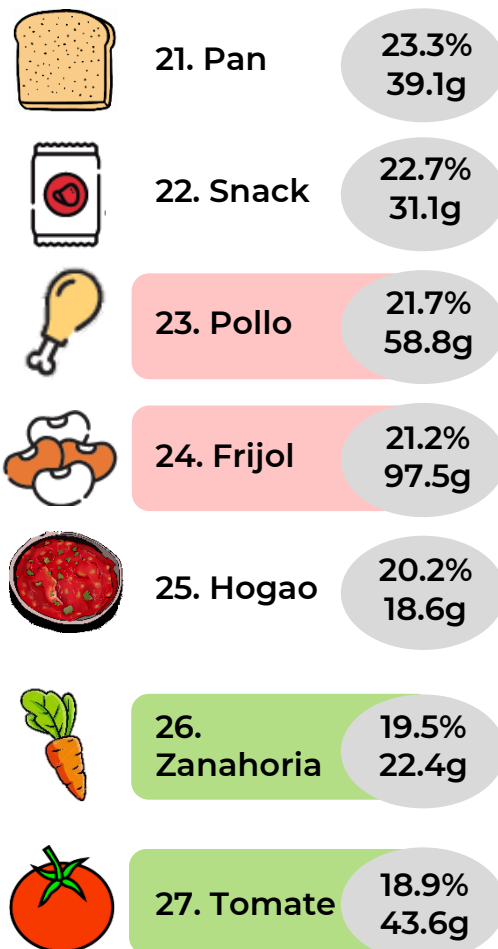 21. Pan
23.3%
39.1g
22. Snack
22.7%
31.1g
23. Pollo
21.7%
58.8g
24. Frijol
21.2%
97.5g
25. Hogao
20.2%
18.6g
26.
Zanahoria
19.5%
22.4g
27. Tomate
18.9%
43.6g